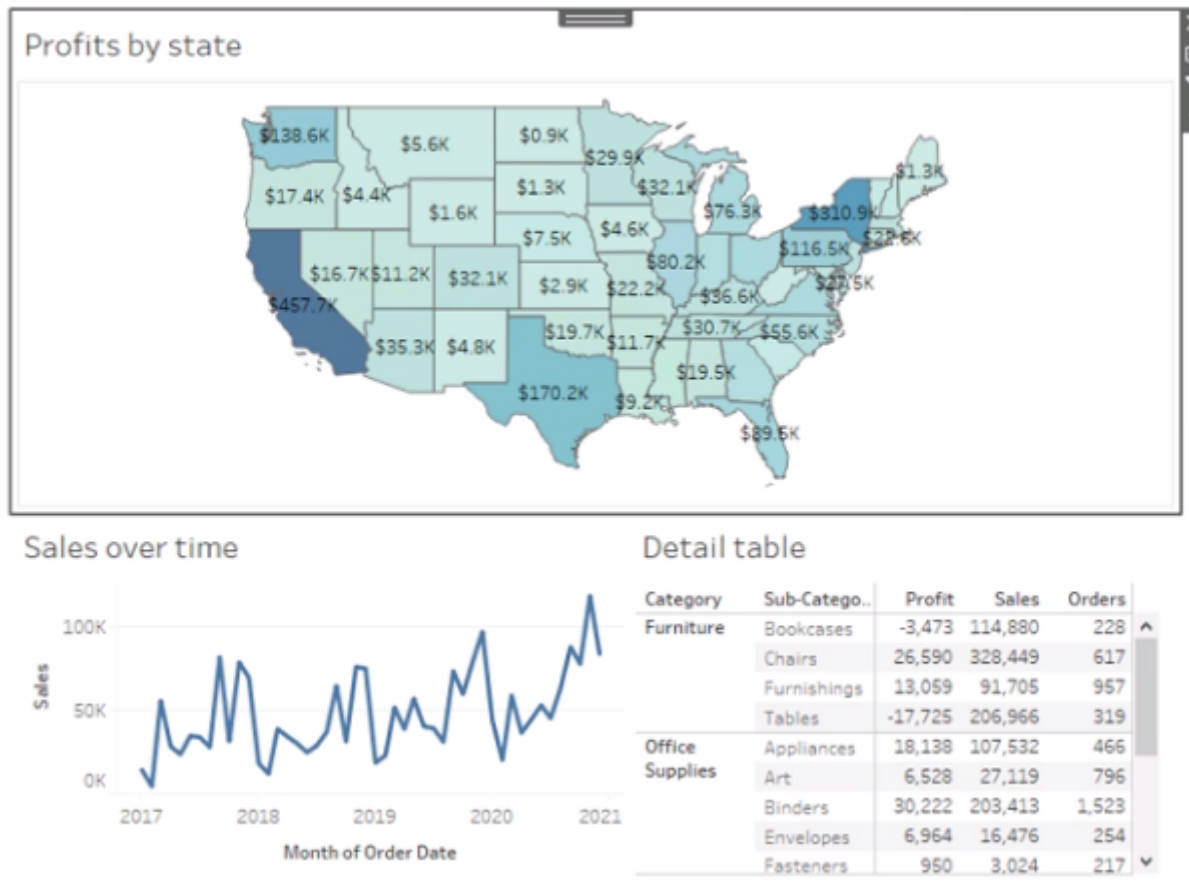 Profits by state
$138.6K
$5.6K
$0.9K
$29.9K
$1.3K
$17.4K
$4.4K
$1.6K
$1.3K
$32.1K
$76.3K
$310.9K
$7.5K
$4.6K
$116.5K
$16.7K
$11.2K
$32.1K
$2.9K
$22.2K
$80.2K
$36.6K
$457.7K
$35.3K
$4.8K
$19.7K
$11.7K
$30.7K
$55.6K
$170.2K
$9.2K
$19.5K
$89.5K
Sales over time
Sales
100K
50K
0K
2017 2018 2019 2020 2021
Month of Order Date
Detail table
Category Sub-Catego.. Profit Sales Orders
Furniture Bookcases -3,473 114,880 228
Chairs 26,590 328,449 617
Furnishings 13,059 91,705 957
Tables -17,725 206,966 319
Office Supplies Appliances 18,138 107,532 466
Art 6,528 27,119 796
Binders 30,222 203,413 1,523
Envelopes 6,964 16,476 254
Fasteners 950 3,024 217